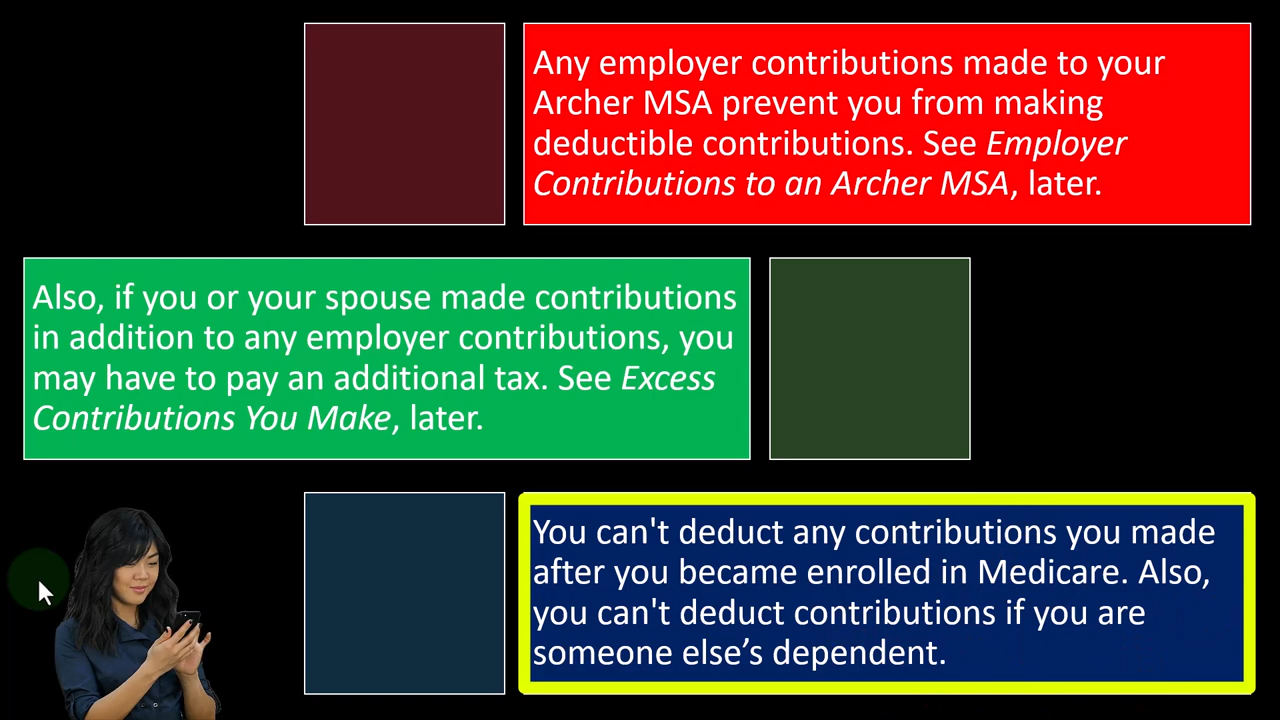 Any employer contributions made to your
Archer MSA prevent you from making
deductible contributions. See Employer
Contributions to an Archer MSA, later.
Also, if you or your spouse made contributions
in addition to any employer contributions, you
may have to pay an additional tax. See Excess
Contributions You Make, later.
You can't deduct any contributions you made
after you became enrolled in Medicare. Also,
you can't deduct contributions if you are
someone else’s dependent.